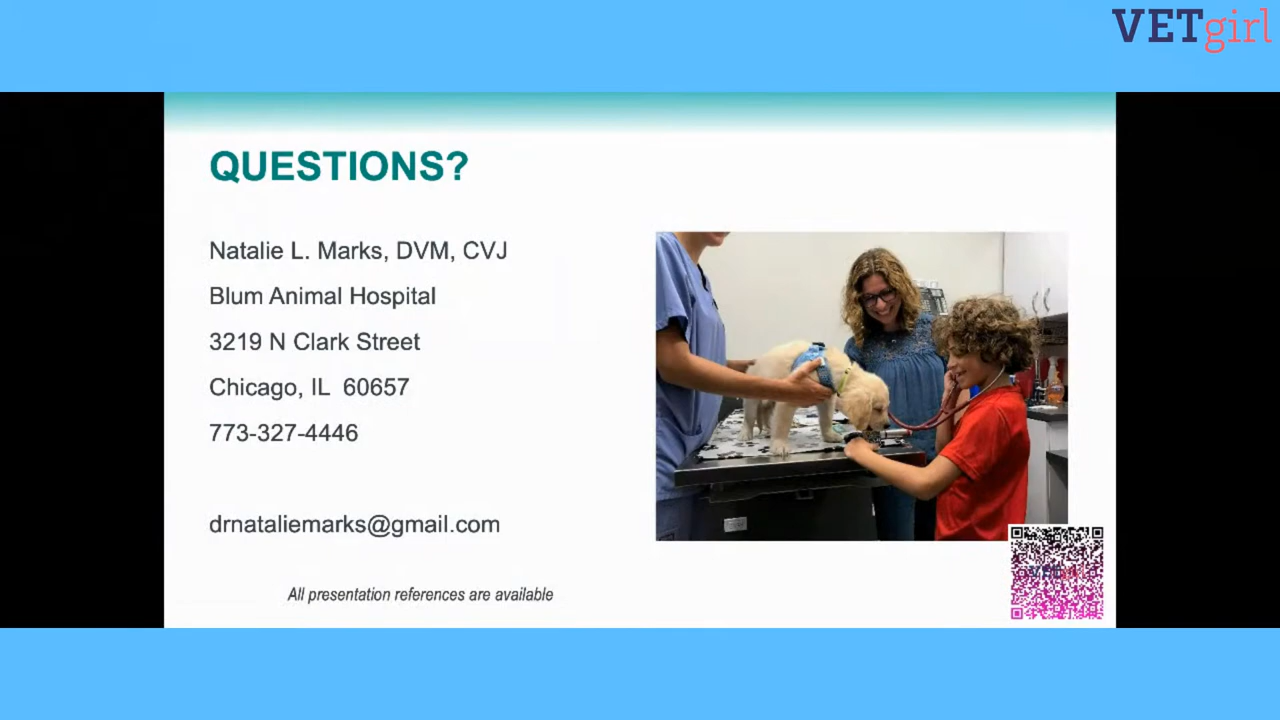 VETgirl
QUESTIONS?
Natalie L. Marks, DVM, CVJ
Blum Animal Hospital
3219 N Clark Street
Chicago, IL  60657
773-327-4446
drnataliemarks@gmail.com
All presentation references are available
VETgirl